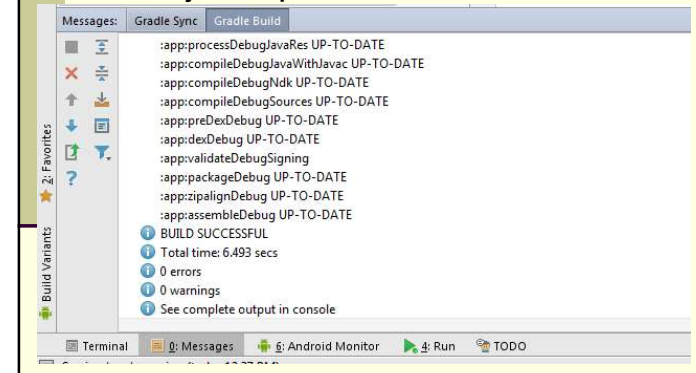 Messages: Gradle Sync Gradle Build
:app:processDebugJavaRes UP-TO-DATE
:app:compileDebugJavaWithJavac UP-TO-DATE
:app:compileDebugNdk UP-TO-DATE
:app:compileDebugSources UP-TO-DATE
:app:preDexDebug UP-TO-DATE
:app:dexDebug UP-TO-DATE
:app:validateDebugSigning
:app:packageDebug UP-TO-DATE
:app:zipalignDebug UP-TO-DATE
:app:assembleDebug UP-TO-DATE
BUILD SUCCESSFUL
Total time: 6.493 secs
0 errors
0 warnings
See complete output in console
2: Favorites
Build Variants
Terminal 0: Messages 6: Android Monitor 4: Run TODO